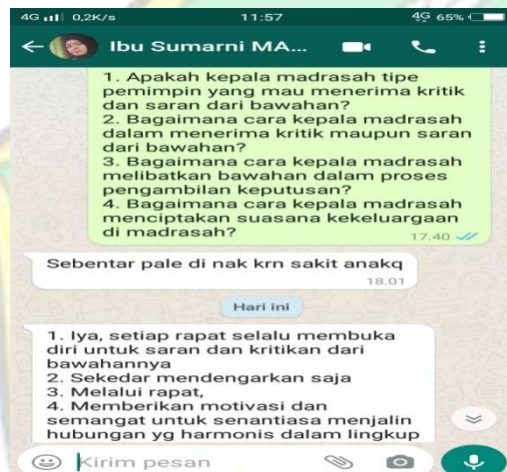 4G 0,2K/s 11:57 4G 65%
Ibu Sumarni MA...
1. Apakah kepala madrasah tipe
pemimpin yang mau menerima kritik
dan saran dari bawahan?
2. Bagaimana cara kepala madrasah
dalam menerima kritik maupun saran
dari bawahan?
3. Bagaimana cara kepala madrasah
melibatkan bawahan dalam proses
pengambilan keputusan?
4. Bagaimana cara kepala madrasah
menciptakan suasana kekeluargaan
di madrasah?
17.40
Sebentar pale di nak krn sakit anakq
18.01
Hari ini
1. Iya, setiap rapat selalu membuka
diri untuk saran dan kritikan dari
bawahannya
2. Sekedar mendengarkan saja
3. Melalui rapat,
4. Memberikan motivasi dan
semangat untuk senantiasa menjalin
hubungan yg harmonis dalam lingkup
Kirim pesan